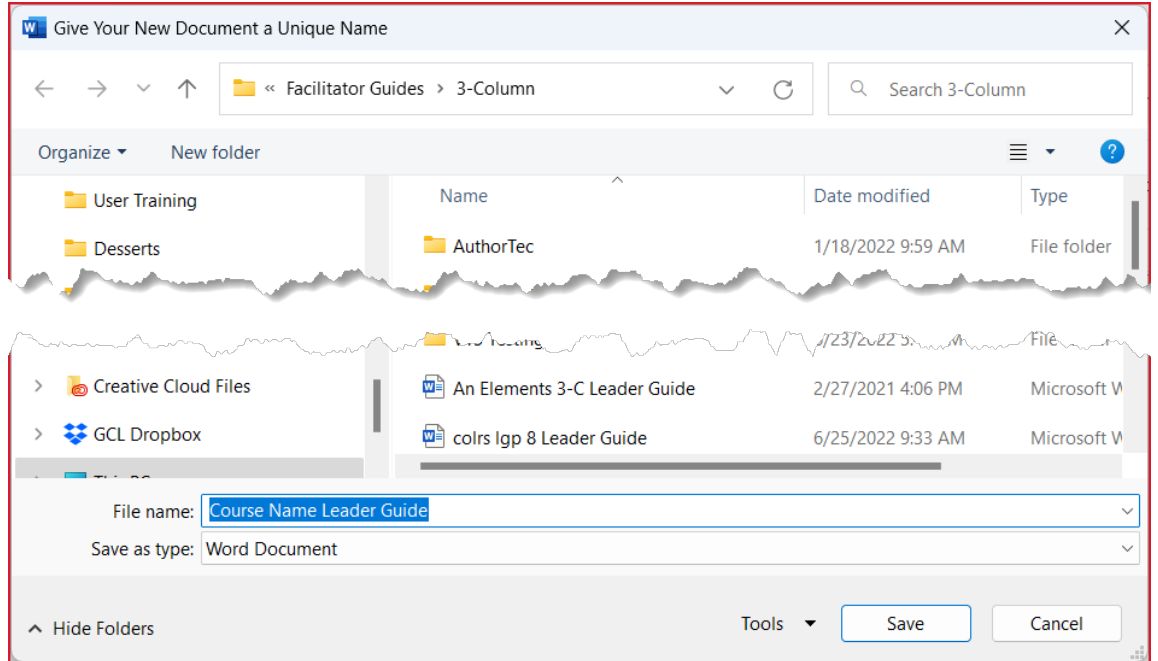 Give Your New Document a Unique Name
« Facilitator Guides > 3-Column
Search 3-Column
Organize New folder
User Training
Desserts
Name Date modified Type
AuthorTec 1/18/2022 9:59 AM File folder
Creative Cloud Files
GCL Dropbox
An Elements 3-C Leader Guide 2/27/2021 4:06 PM Microsoft W
colrs lgp 8 Leader Guide 6/25/2022 9:33 AM Microsoft W
File name: Course Name Leader Guide
Save as type: Word Document
Hide Folders
Tools Save Cancel